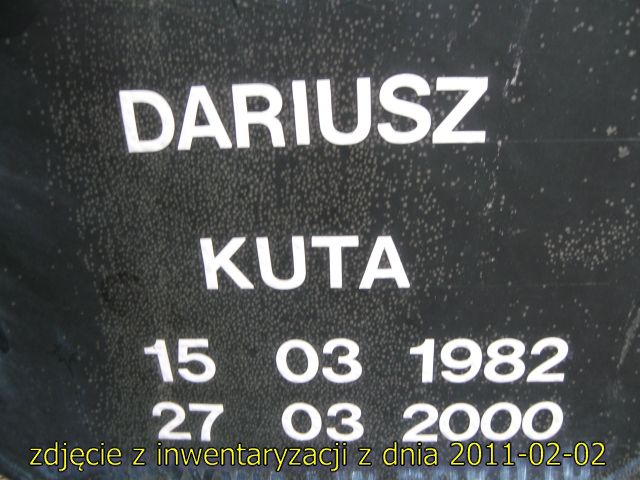 DARIUSZ
KUTA
15 03 1982
27 03 2000
zdjęcie z inwentaryzacji z dnia 2011-02-02